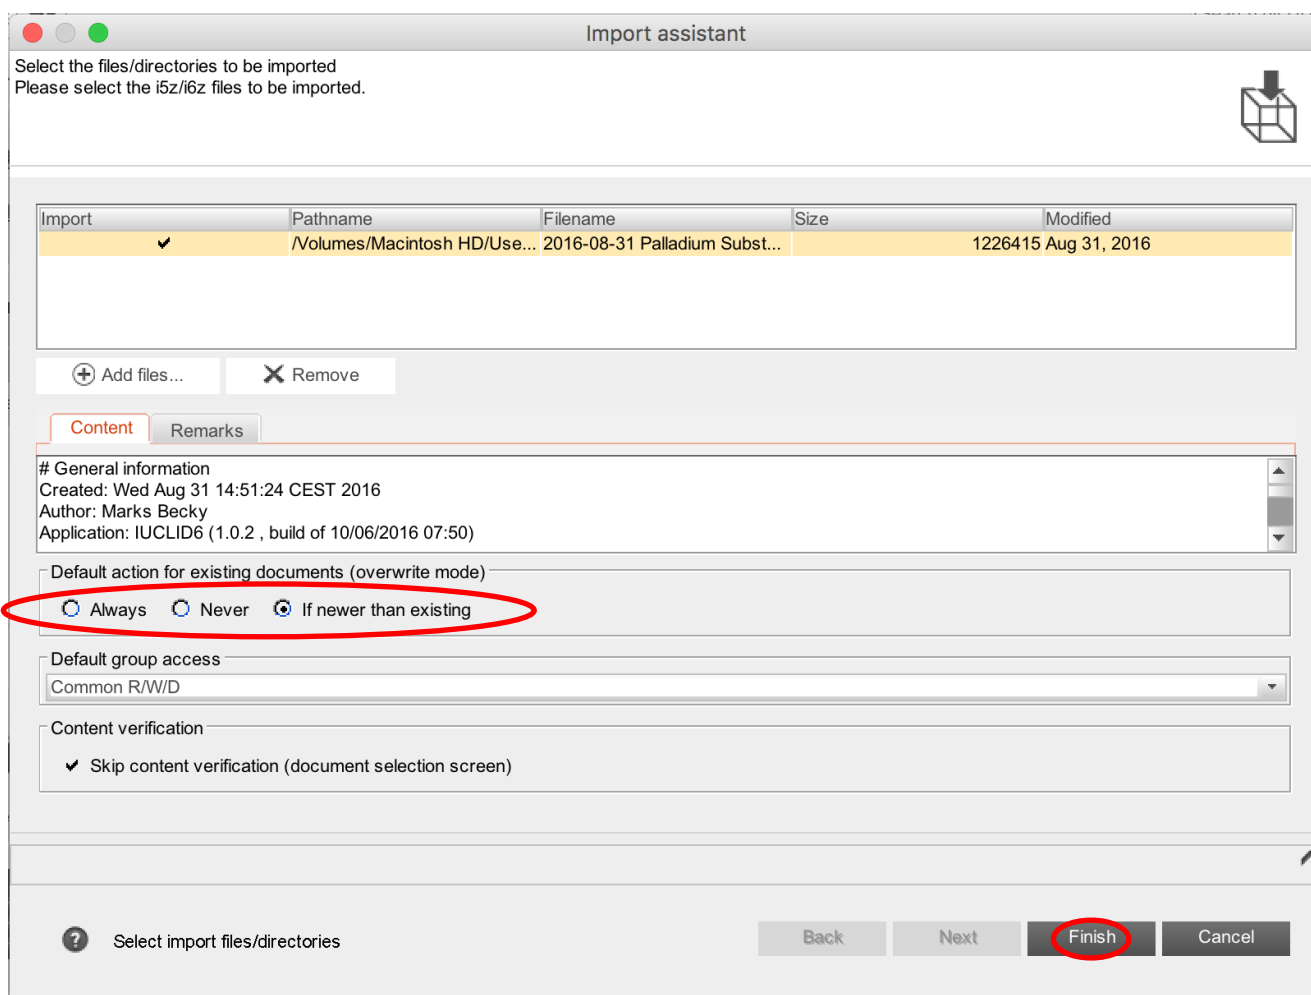 Import assistant
Select the files/directories to be imported
Please select the i5z/i6z files to be imported.
Import Pathname Filename Size Modified
/Volumes/Macintosh HD/Use... 2016-08-31 Palladium Subst... 1226415 Aug 31, 2016
Add files... Remove
Content Remarks
# General information
Created: Wed Aug 31 14:51:24 CEST 2016
Author: Marks Becky
Application: IUCLID6 (1.0.2 , build of 10/06/2016 07:50)
Default action for existing documents (overwrite mode)
Always Never If newer than existing
Default group access
Common R/W/D
Content verification
Skip content verification (document selection screen)
? Select import files/directories Back Next Finish Cancel